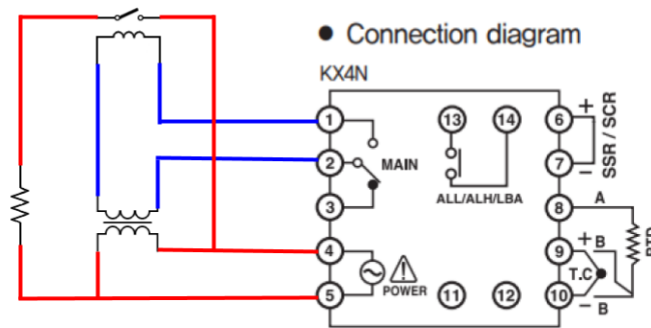 ● Connection diagram
KX4N
1
2
3
4
5
MAIN
13
14
ALL/ALH/LBA
POWER
11
12
6
7
8
9
10
+
−
SSR / SCR
A
+ B
T.C
− B
RTD